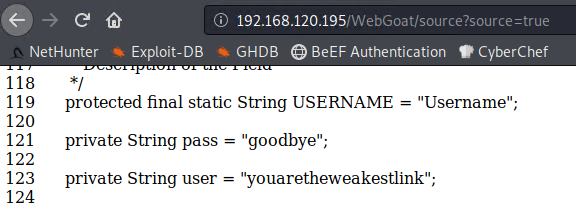 192.168.120.195/WebGoat/source?source=true
NetHunter Exploit-DB GHDB BeEF Authentication CyberChef
117 * Description of the Field
118 */
119 protected final static String USERNAME = "Username";
120
121 private String pass = "goodbye";
122
123 private String user = "youaretheweakestlink";
124